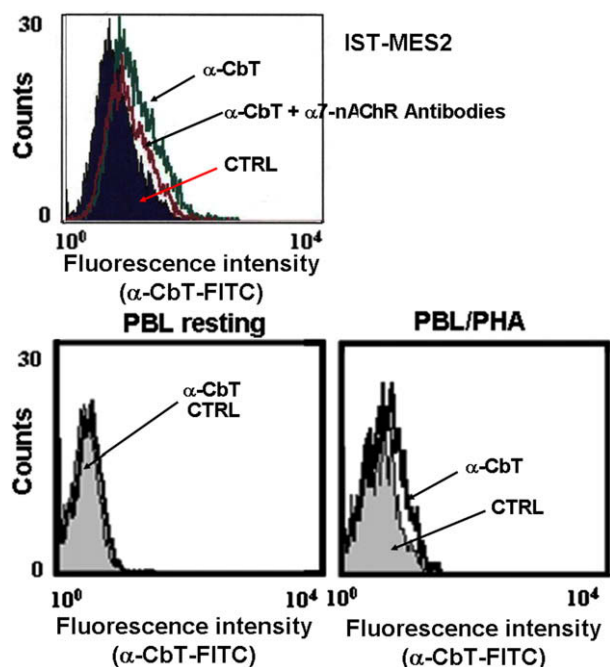 30
IST-MES2
α-CbT
α-CbT + α7-nAChR Antibodies
Counts
CTRL
0
10⁰
10⁴
Fluorescence intensity
(α-CbT-FITC)
PBL resting
PBL/PHA
30
α-CbT
CTRL
Counts
α-CbT
CTRL
0
10⁰
10⁴
10⁰
10⁴
Fluorescence intensity
(α-CbT-FITC)
Fluorescence intensity
(α-CbT-FITC)